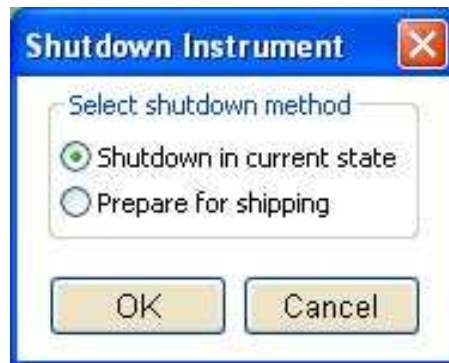 Shutdown Instrument
Select shutdown method
Shutdown in current state
Prepare for shipping
OK Cancel